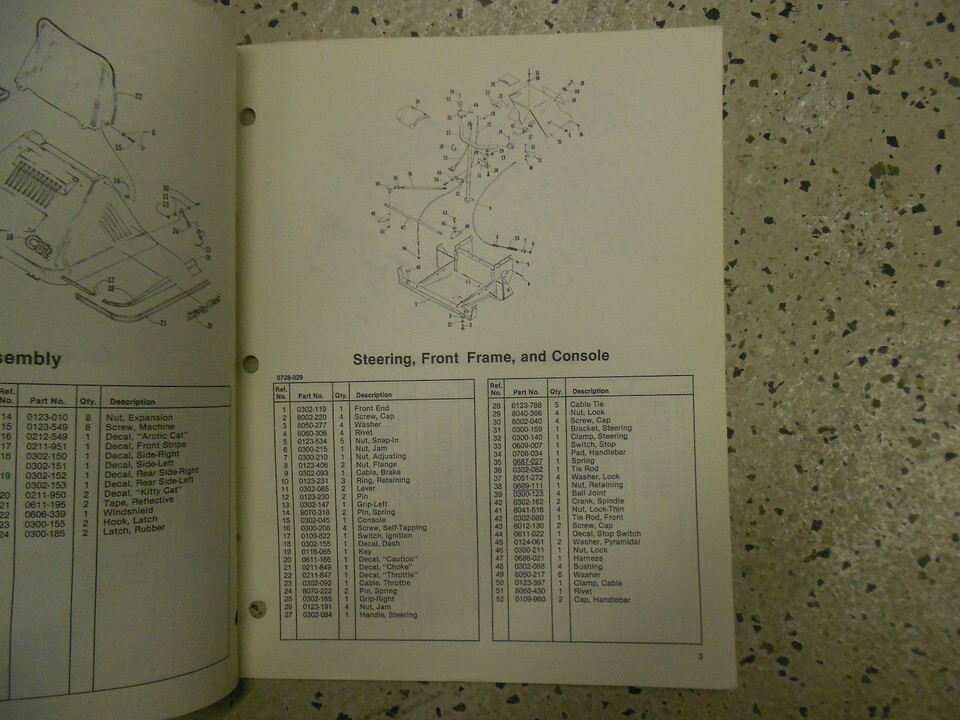 Cat
sembly
Ref. No. Part No. Qty. Description
14 0123-010 8 Nut, Expansion
15 0123-549 8 Screw, Machine
16 0212-549 1 Decal, "Arctic Cat"
17 0211-951 1 Decal, Front Stripe
18 0302-150 1 Decal, Side-Right
0302-151 1 Decal, Side-Left
19 0302-152 1 Decal, Rear Side-Right
0302-153 1 Decal, Rear Side-Left
20 0211-950 2 Decal, "Kitty Cat"
21 0611-195 2 Tape, Reflective
22 0606-339 1 Windshield
23 0300-155 2 Hook, Latch
24 0300-185 2 Latch, Rubber
Steering, Front Frame, and Console
0728-029
Ref. No. Part No. Qty. Description
1 0302-119 1 Front End
2 8002-220 4 Screw, Cap
3 8050-277 4 Washer
4 8060-306 4 Rivet
5 0123-534 5 Nut, Snap-In
6 0300-215 1 Nut, Jam
7 0300-210 1 Nut, Adjusting
8 0123-406 2 Nut, Flange
9 0302-093 1 Cable, Brake
10 0123-231 3 Ring, Retaining
11 0302-085 2 Lever
12 0123-230 2 Pin
13 0302-147 1 Grip-Left
14 8070-318 2 Pin, Spring
15 0302-045 1 Console
16 0300-208 4 Screw, Self-Tapping
17 0109-822 1 Switch, Ignition
18 0302-155 1 Decal, Dash
19 0116-065 1 Key
20 0611-166 1 Decal, "Caution"
21 0211-849 1 Decal, "Choke"
22 0211-847 1 Decal, "Throttle"
23 0302-092 1 Cable, Throttle
24 8070-222 2 Pin, Spring
25 0302-165 1 Grip-Right
26 0123-191 4 Nut, Jam
27 0302-084 1 Handle, Steering
Ref. No. Part No. Qty. Description
28 0123-788 5 Cable Tie
29 8040-366 4 Nut, Lock
30 8002-040 4 Screw, Cap
31 0300-159 1 Bracket, Steering
32 0300-140 1 Clamp, Steering
33 0609-007 1 Switch, Stop
34 0706-034 1 Pad, Handlebar
35 0687-027 1 Spring
36 0302-082 1 Tie Rod
37 8051-272 4 Washer, Lock
38 0609-111 1 Nut, Retaining
39 0300-123 4 Ball Joint
40 0302-162 2 Crank, Spindle
41 8041-516 4 Nut, Lock-Thin
42 0302-080 1 Tie Rod, Front
43 8012-130 2 Screw, Cap
44 0611-022 1 Decal, Stop Switch
45 0124-061 2 Washer, Pyramidal
46 0300-211 1 Nut, Lock
47 0686-021 1 Harness
48 0302-088 4 Bushing
49 8050-217 6 Washer
50 0123-397 1 Clamp, Cable
51 8060-430 1 Rivet
52 0109-960 2 Cap, Handlebar
3